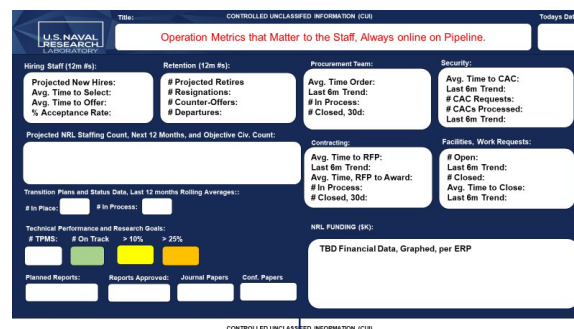 CONTROLLED UNCLASSIFED INFORMATION (CUI)
Title:
Todays Dat
U.S. NAVAL
RESEARCH
LABORATORY
Operation Metrics that Matter to the Staff, Always online on Pipeline.
Hiring Staff (12m #s):
Projected New Hires:
Avg. Time to Select:
Avg. Time to Offer:
% Acceptance Rate:
Retention (12m #s):
# Projected Retires
# Resignations:
# Counter-Offers:
# Departures:
Procurement Team:
Avg. Time Order:
Last 6m Trend:
# In Process:
# Closed, 30d:
Security:
Avg. Time to CAC:
Last 6m Trend:
# CAC Requests:
# CACs Processed:
Last 6m Trend:
Projected NRL Staffing Count, Next 12 Months, and Objective Civ. Count:
Contracting:
Avg. Time to RFP:
Last 6m Trend:
Avg. Time, RFP to Award:
# In Process:
# Closed, 30d:
Facilities, Work Requests:
# Open:
Last 6m Trend:
# Closed:
Avg. Time to Close:
Last 6m Trend:
Transition Plans and Status Data, Last 12 months Rolling Averages::
# In Place:
# In Process:
Technical Performance and Research Goals:
# TPMS:
# On Track
> 10%
> 25%
NRL FUNDING ($K):
TBD Financial Data, Graphed, per ERP
Planned Reports:
Reports Approved:
Journal Papers
Conf. Papers
CONTROLLED UNCLASSIFED INFORMATION (CUI)